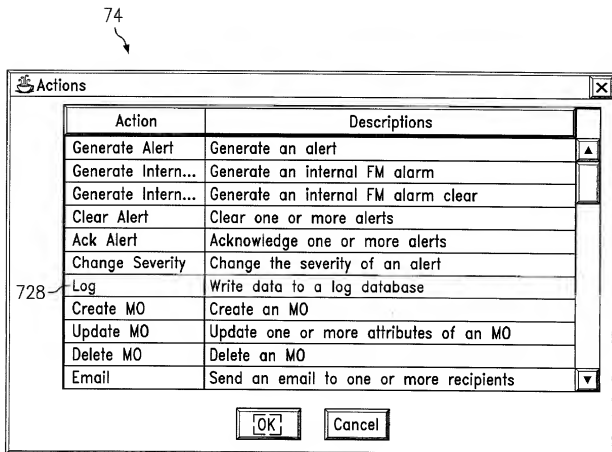 74
Actions
Action Descriptions
Generate Alert Generate an alert
Generate Intern... Generate an internal FM alarm
Generate Intern... Generate an internal FM alarm clear
Clear Alert Clear one or more alerts
Ack Alert Acknowledge one or more alerts
Change Severity Change the severity of an alert
728 Log Write data to a log database
Create MO Create an MO
Update MO Update one or more attributes of an MO
Delete MO Delete an MO
Email Send an email to one or more recipients
OK Cancel